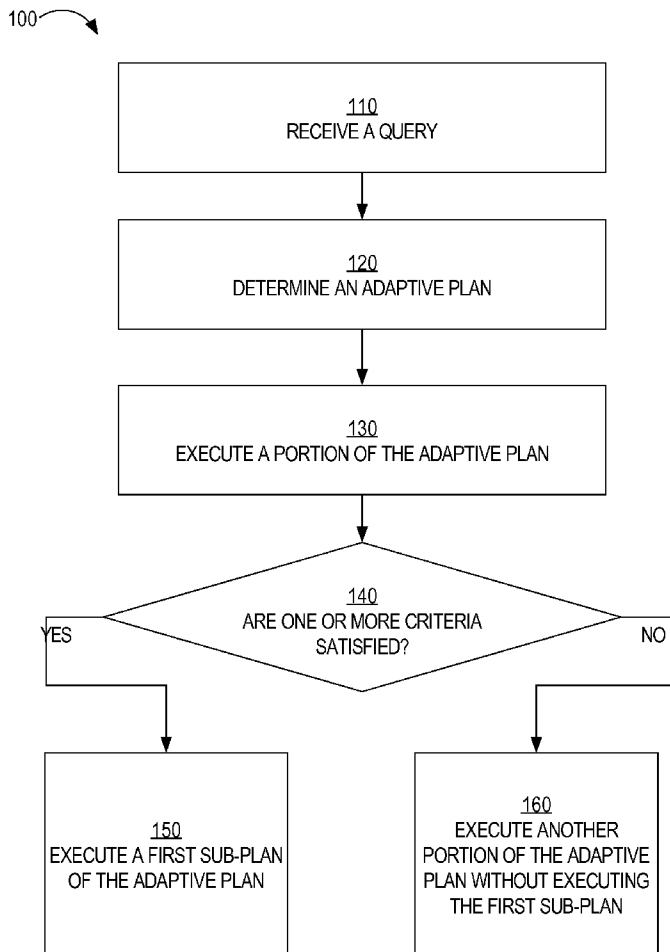 100
110
RECEIVE A QUERY
120
DETERMINE AN ADAPTIVE PLAN
130
EXECUTE A PORTION OF THE ADAPTIVE PLAN
140
ARE ONE OR MORE CRITERIA
SATISFIED?
YES
NO
150
EXECUTE A FIRST SUB-PLAN
OF THE ADAPTIVE PLAN
160
EXECUTE ANOTHER
PORTION OF THE ADAPTIVE
PLAN WITHOUT EXECUTING
THE FIRST SUB-PLAN